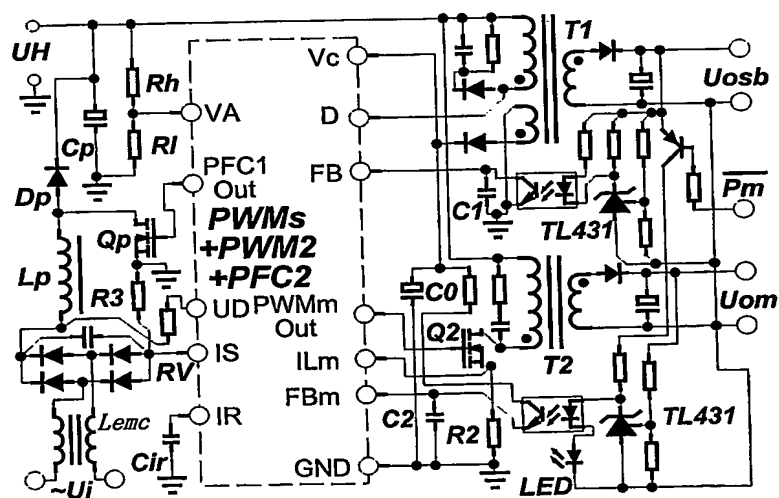 T1
UH
Vc
Rh
Uosb
VA
D
Cp
Rl
PFC1
Out
FB
Pm
Dp
C1
Qp
PWMs
+PWM2
+PFC2
TL431
Lp
R3
C0
Uom
UD
PWMm
Out
Q2
T2
IS
RV
ILm
FBm
TL431
Lemc
IR
C2
R2
Cir
GND
LED
~Ui